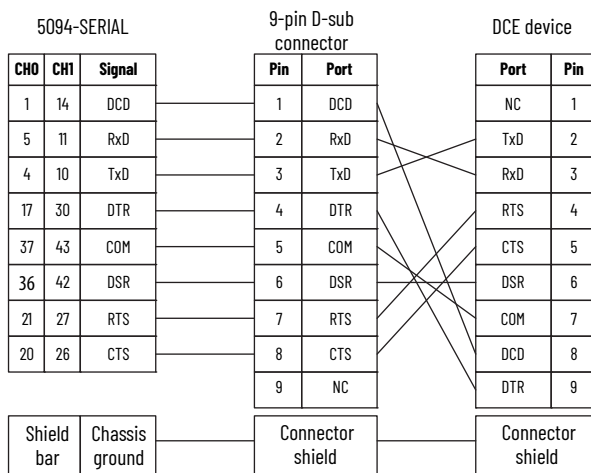 5094-SERIAL
9-pin D-sub
connector
DCE device
CH0 CH1 Signal Pin Port Port Pin
1 14 DCD 1 DCD NC 1
5 11 RxD 2 RxD TxD 2
4 10 TxD 3 TxD RxD 3
17 30 DTR 4 DTR RTS 4
37 43 COM 5 COM CTS 5
36 42 DSR 6 DSR DSR 6
21 27 RTS 7 RTS COM 7
20 26 CTS 8 CTS DCD 8
9 NC DTR 9
Shield Chassis Connector Connector
bar ground shield shield